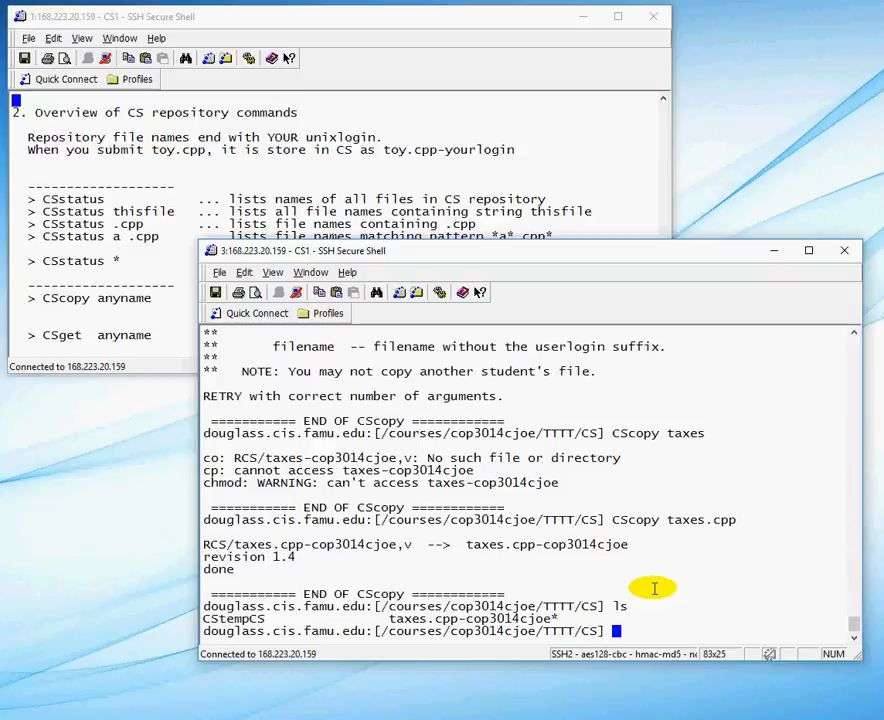 1:168.223.20.159 - CS1 - SSH Secure Shell
File Edit View Window Help
Quick Connect Profiles
2. Overview of CS repository commands
Repository file names end with YOUR unixlogin.
When you submit toy.cpp, it is store in CS as toy.cpp-yourlogin
-------------------
> CSstatus ... lists names of all files in CS repository
> CSstatus thisfile ... lists all file names containing string thisfile
> CSstatus .cpp ... lists file names containing .cpp
> CSstatus a .cpp lists file names matching pattern *a*.cpp*
> CSstatus *
-------------------
> CScopy anyname
> CSget anyname
Connected to 168.223.20.159
3:168.223.20.159 - CS1 - SSH Secure Shell
File Edit View Window Help
Quick Connect Profiles
**
** filename -- filename without the userlogin suffix.
**
** NOTE: You may not copy another student's file.
RETRY with correct number of arguments.
=========== END OF CScopy ============
douglass.cis.famu.edu:[/courses/cop3014cjoe/TTTT/CS] CScopy taxes
co: RCS/taxes-cop3014cjoe,v: No such file or directory
cp: cannot access taxes-cop3014cjoe
chmod: WARNING: can't access taxes-cop3014cjoe
=========== END OF CScopy ============
douglass.cis.famu.edu:[/courses/cop3014cjoe/TTTT/CS] CScopy taxes.cpp
RCS/taxes.cpp-cop3014cjoe,v --> taxes.cpp-cop3014cjoe
revision 1.4
done
=========== END OF CScopy ============
douglass.cis.famu.edu:[/courses/cop3014cjoe/TTTT/CS] ls
CStempCS taxes.cpp-cop3014cjoe*
douglass.cis.famu.edu:[/courses/cop3014cjoe/TTTT/CS]
Connected to 168.223.20.159 SSH2 - aes128-cbc - hmac-md5 - 83x25 NUM